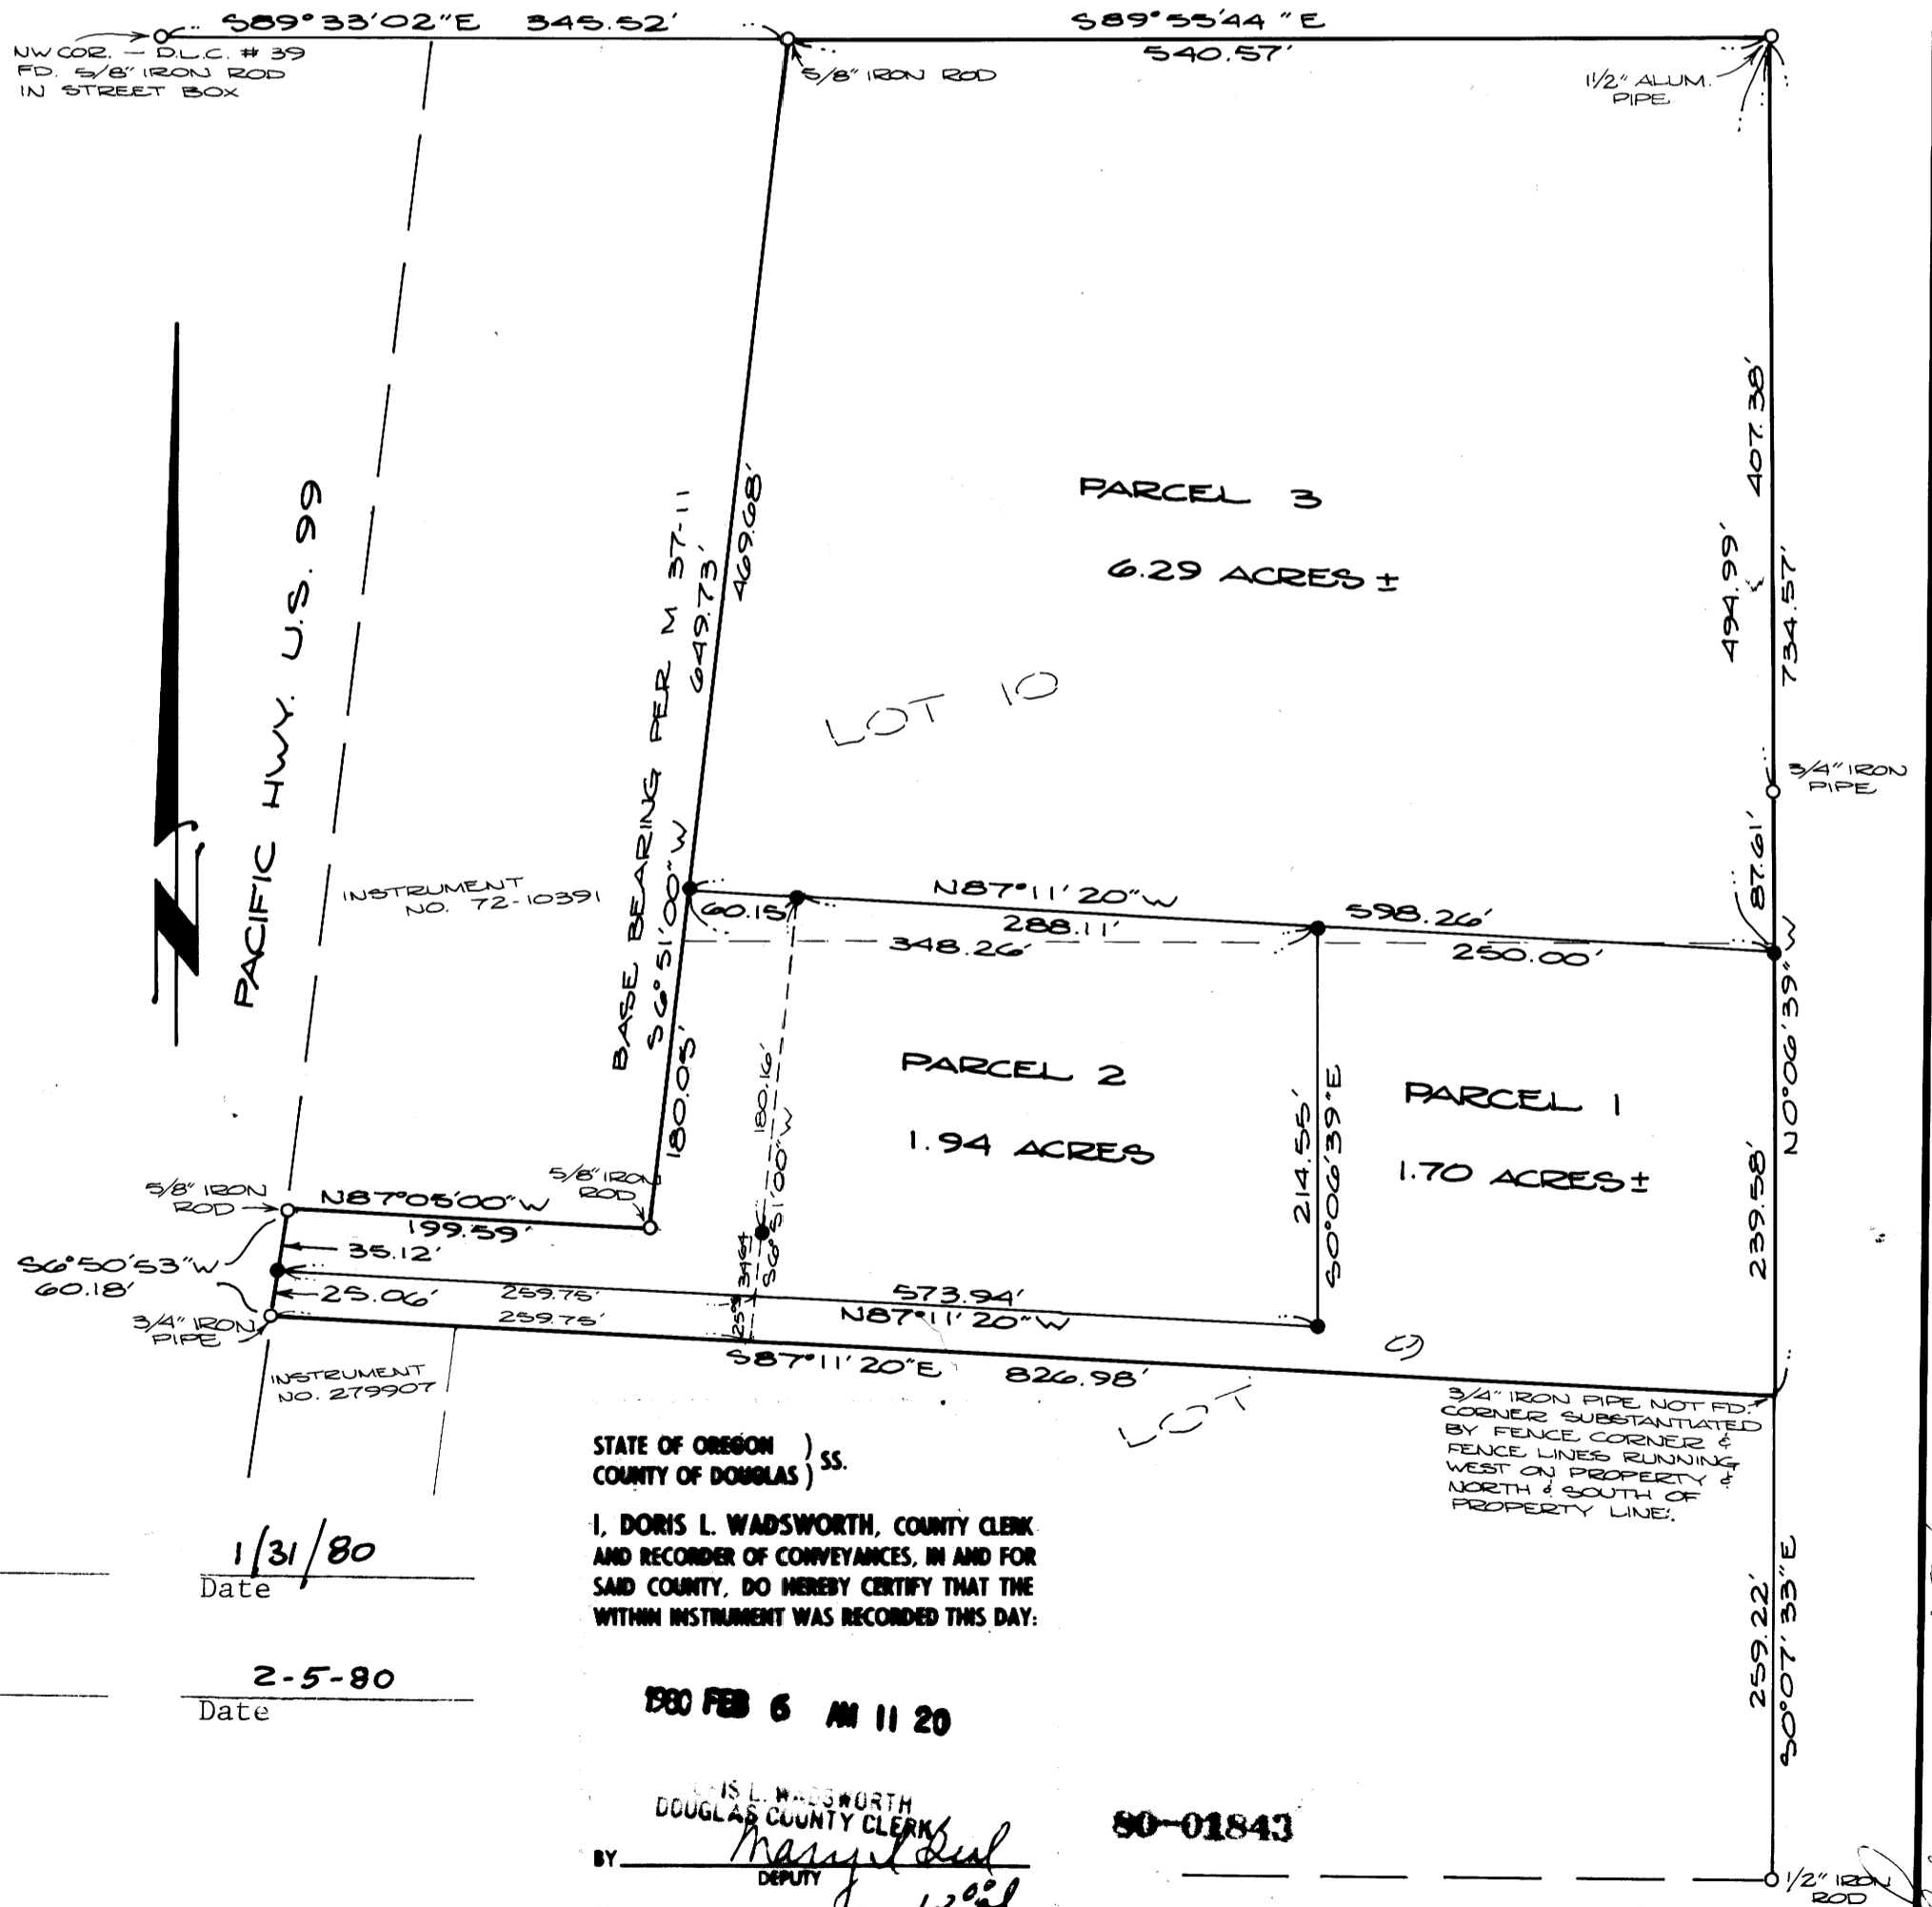 S89°33'02"E 345.52'
S89°55'44"E
540.57'
NW COR. – D.L.C. # 39
FD. 5/8" IRON ROD
IN STREET BOX
5/8" IRON ROD
1 1/2" ALUM.
PIPE
PACIFIC HWY. U.S. 99
BASE BEARING PER M 37-11
S6°51'00"W
649.73'
469.68'
PARCEL 3
6.29 ACRES ±
407.38'
494.99'
734.57'
LOT 10
3/4" IRON
PIPE
87.61'
N0°06'39"W
INSTRUMENT
NO. 72-10391
60.15'
N87°11'20"W
288.11'
348.26'
598.26'
250.00'
180.05'
180.16'
S6°51'00"W
PARCEL 2
1.94 ACRES
214.55'
S0°06'39"E
PARCEL 1
1.70 ACRES ±
239.58'
5/8" IRON
ROD
N87°05'00"W
199.59'
5/8" IRON
ROD
S6°50'53"W
60.18'
35.12'
25.06'
34.64
259.75'
259.75'
573.94'
N87°11'20"W
3/4" IRON
PIPE
S87°11'20"E 826.98'
INSTRUMENT
NO. 279907
LOT 9
3/4" IRON PIPE NOT FD.
CORNER SUBSTANTIATED
BY FENCE CORNER &
FENCE LINES RUNNING
WEST ON PROPERTY &
NORTH & SOUTH OF
PROPERTY LINE.
259.22'
S0°07'33"E
STATE OF OREGON ) SS.
COUNTY OF DOUGLAS )
I, DORIS L. WADSWORTH, COUNTY CLERK
AND RECORDER OF CONVEYANCES, IN AND FOR
SAID COUNTY, DO HEREBY CERTIFY THAT THE
WITHIN INSTRUMENT WAS RECORDED THIS DAY:
1/31/80
Date
2-5-80
Date
1980 FEB 6 AM 11 20
L. WADSWORTH
DOUGLAS COUNTY CLERK
BY
DEPUTY
80-01843
1/2" IRON
ROD